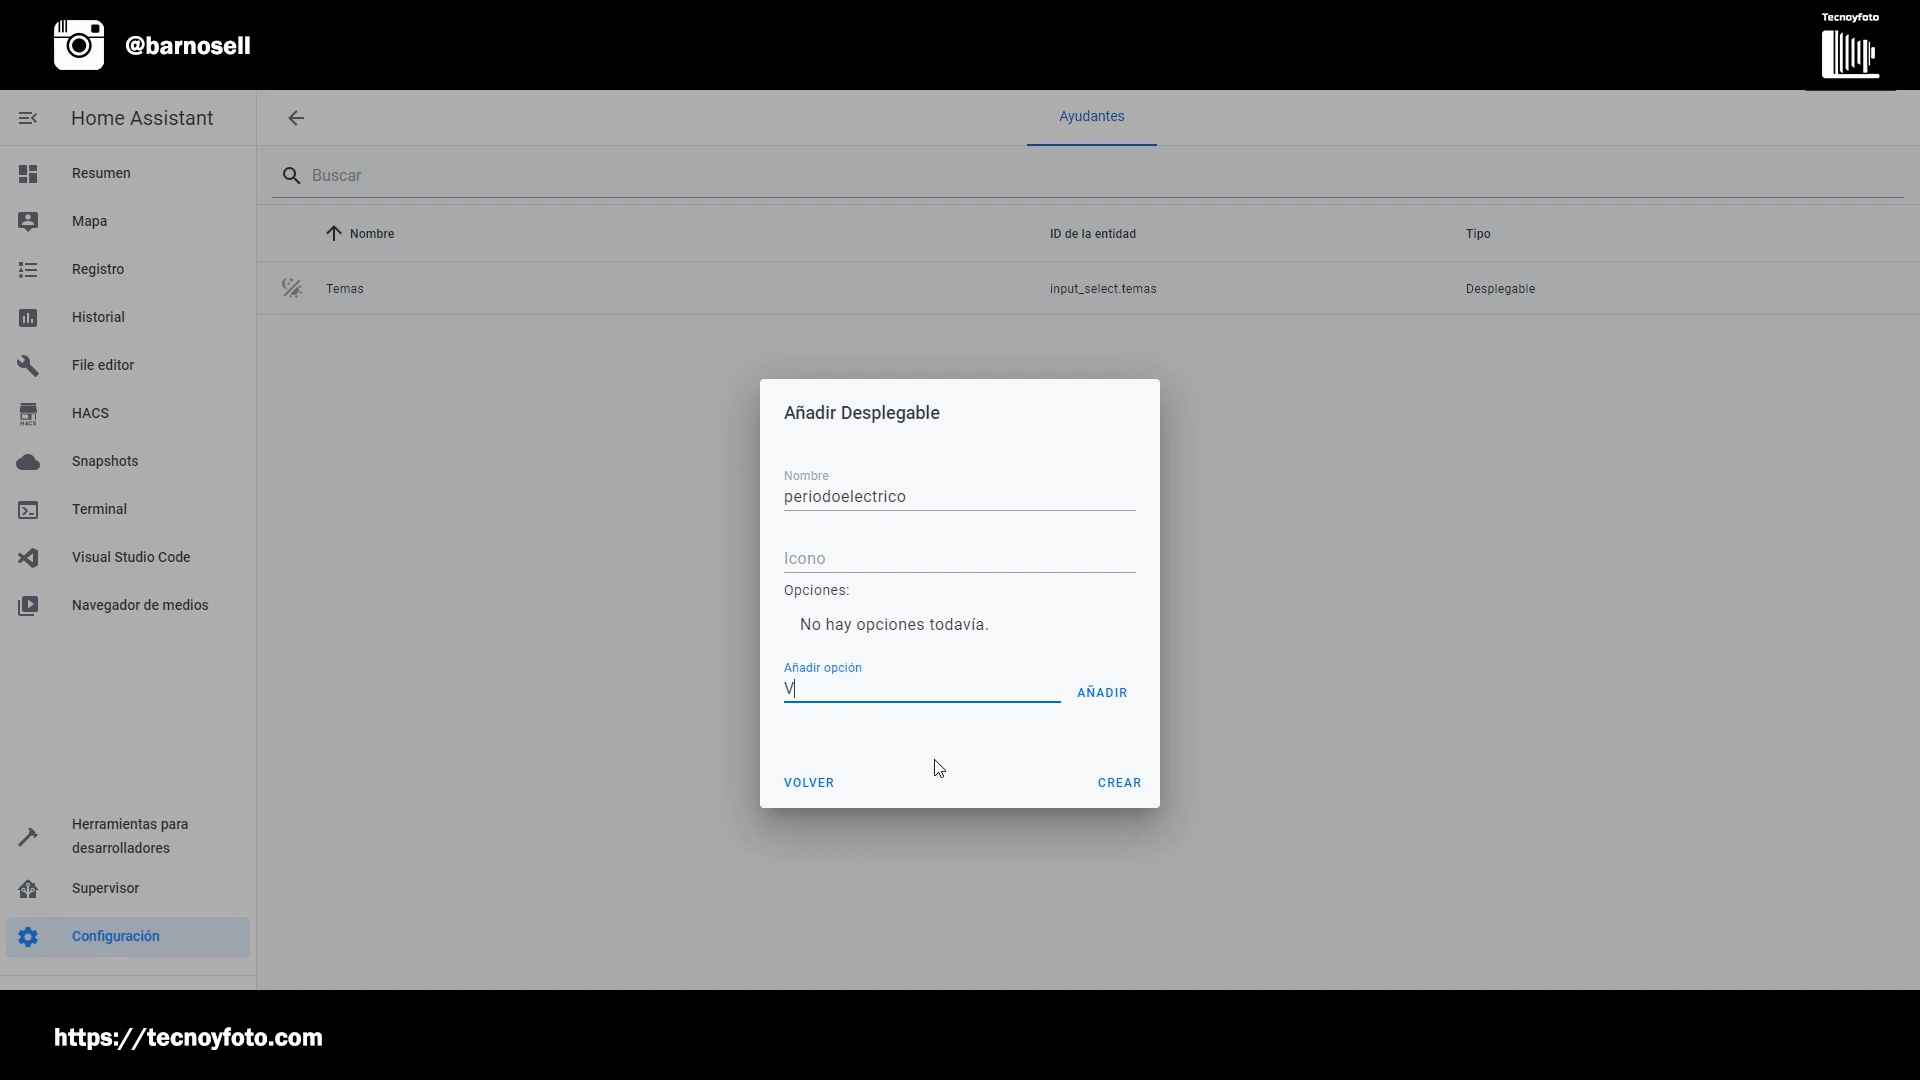 @barnosell
Tecnoyfoto
Home Assistant
Ayudantes
Resumen
Mapa
Registro
Historial
File editor
HACS
HACS
Snapshots
Terminal
Visual Studio Code
Navegador de medios
Herramientas para
desarrolladores
Supervisor
Configuración
Buscar
Nombre ID de la entidad Tipo
Temas input_select.temas Desplegable
Añadir Desplegable
Nombre
periodoelectrico
Icono
Opciones:
No hay opciones todavía.
Añadir opción
V
AÑADIR
VOLVER CREAR
https://tecnoyfoto.com